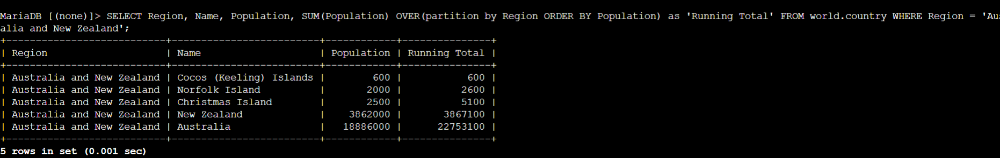 MariaDB [(none)]> SELECT Region, Name, Population, SUM(Population) OVER(partition by Region ORDER BY Population) as 'Running Total' FROM world.country WHERE Region = 'Aus
alia and New Zealand';
+---------------------------+-------------------------+------------+---------------+
| Region                    | Name                    | Population | Running Total |
+---------------------------+-------------------------+------------+---------------+
| Australia and New Zealand | Cocos (Keeling) Islands |        600 |           600 |
| Australia and New Zealand | Norfolk Island          |       2000 |          2600 |
| Australia and New Zealand | Christmas Island        |       2500 |          5100 |
| Australia and New Zealand | New Zealand             |    3862000 |       3867100 |
| Australia and New Zealand | Australia               |   18886000 |      22753100 |
+---------------------------+-------------------------+------------+---------------+
5 rows in set (0.001 sec)